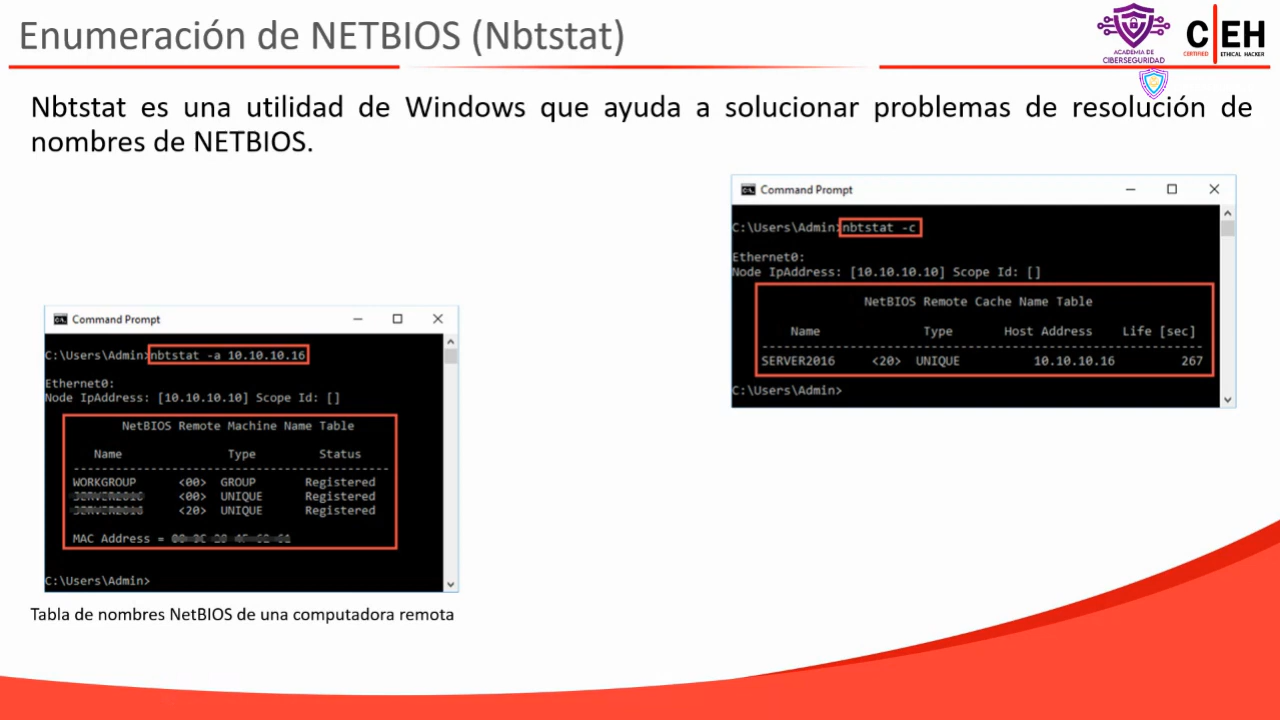 Enumeración de NETBIOS (Nbtstat)
ACADEMIA DE
CIBERSEGURIDAD
C|EH
CERTIFIED ETHICAL HACKER
Nbtstat es una utilidad de Windows que ayuda a solucionar problemas de resolución de
nombres de NETBIOS.
Command Prompt
C:\Users\Admin>nbtstat -c
Ethernet0:
Node IpAddress: [10.10.10.10] Scope Id: []
NetBIOS Remote Cache Name Table
Name Type Host Address Life [sec]
SERVER2016 <20> UNIQUE 10.10.10.16 267
C:\Users\Admin>
Command Prompt
C:\Users\Admin>nbtstat -a 10.10.10.16
Ethernet0:
Node IpAddress: [10.10.10.10] Scope Id: []
NetBIOS Remote Machine Name Table
Name Type Status
WORKGROUP <00> GROUP Registered
<00> UNIQUE Registered
<20> UNIQUE Registered
MAC Address =
C:\Users\Admin>
Tabla de nombres NetBIOS de una computadora remota